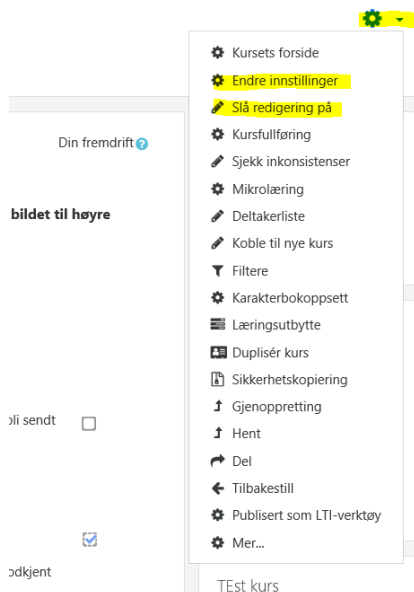 Kursets forside
Endre innstillinger
Slå redigering på
Din fremdrift
Kursfullføring
Sjekk inkonsistenser
Mikrolæring
bildet til høyre
Deltakerliste
Koble til nye kurs
Filtere
Karakterbokoppsett
Læringsutbytte
Duplisér kurs
Sikkerhetskopiering
Gjenoppretting
oli sendt
Hent
Del
Tilbakestill
Publisert som LTI-verktøy
Mer...
odkjent
TEst kurs